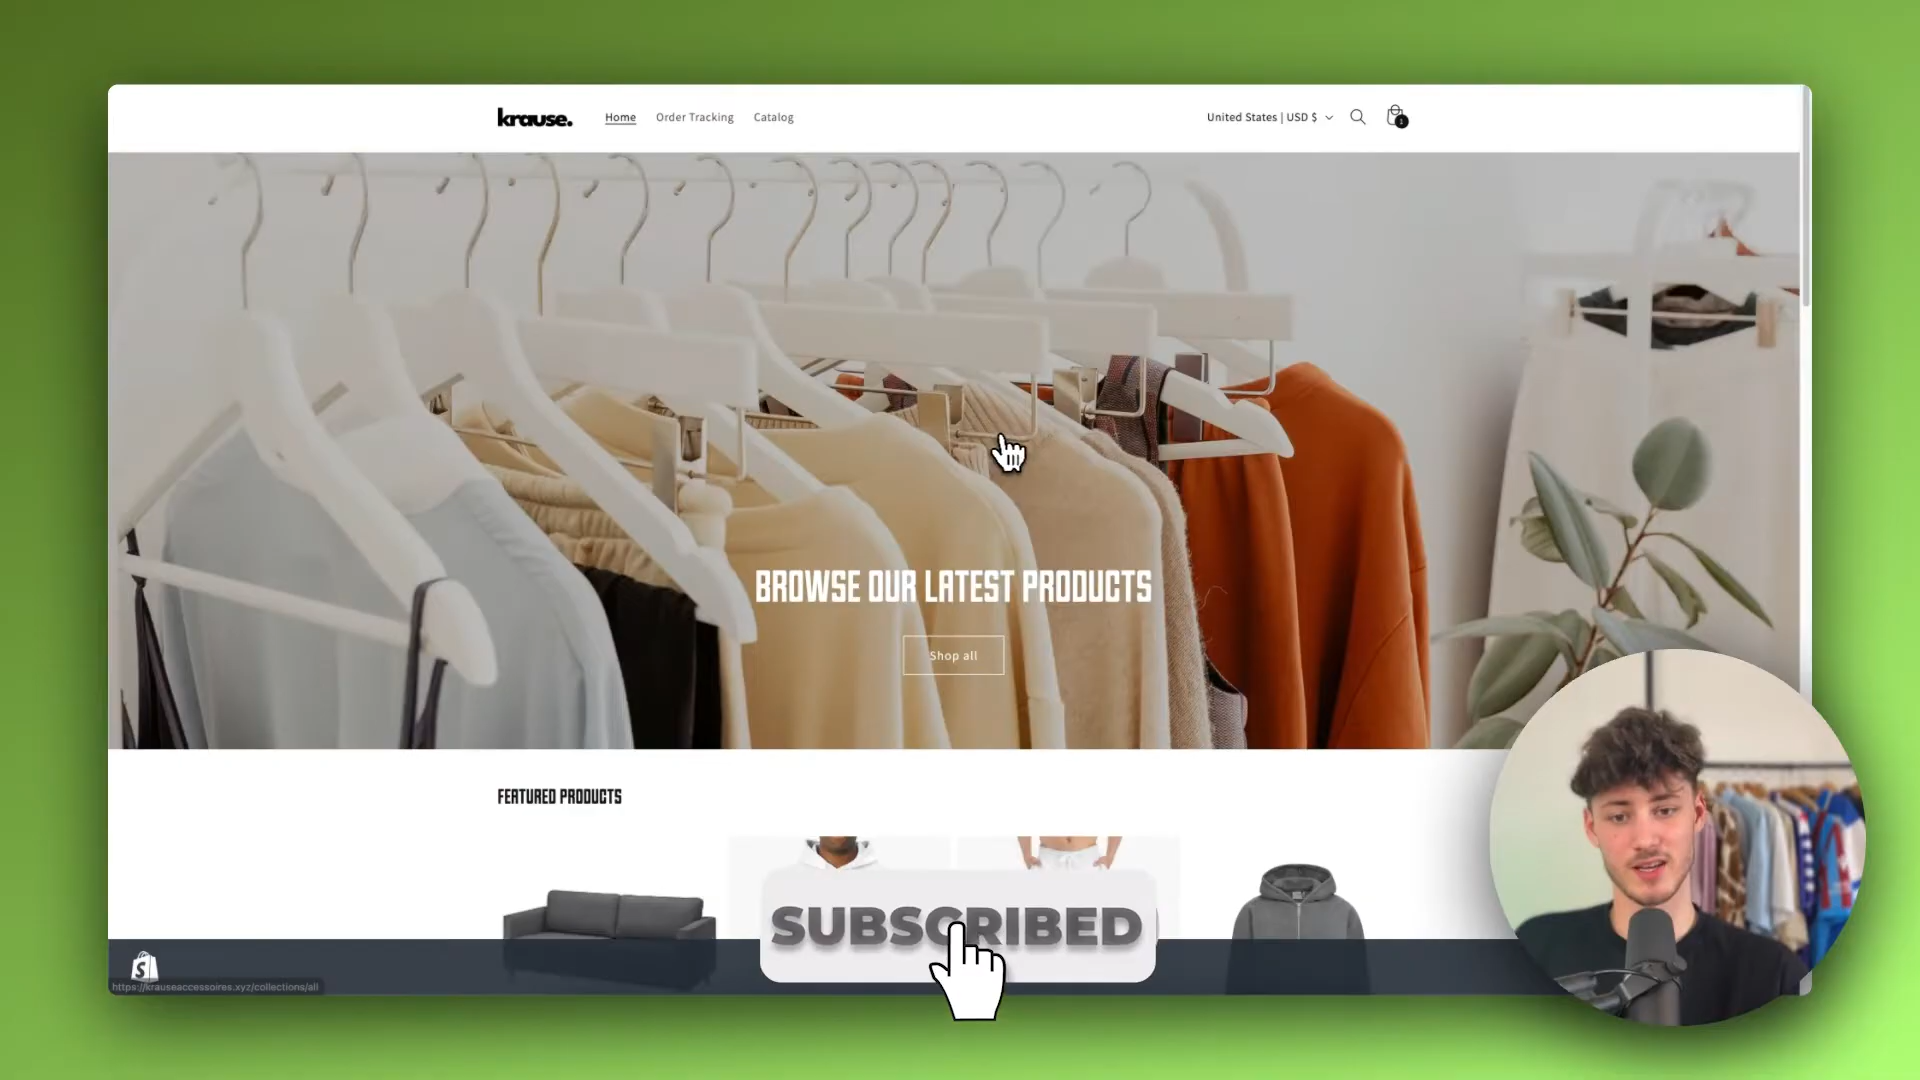 krause.
Home
Order Tracking
Catalog
United States | USD $
1
BROWSE OUR LATEST PRODUCTS
Shop all
FEATURED PRODUCTS
SUBSCRIBED
https://krauseaccessoires.xyz/collections/all